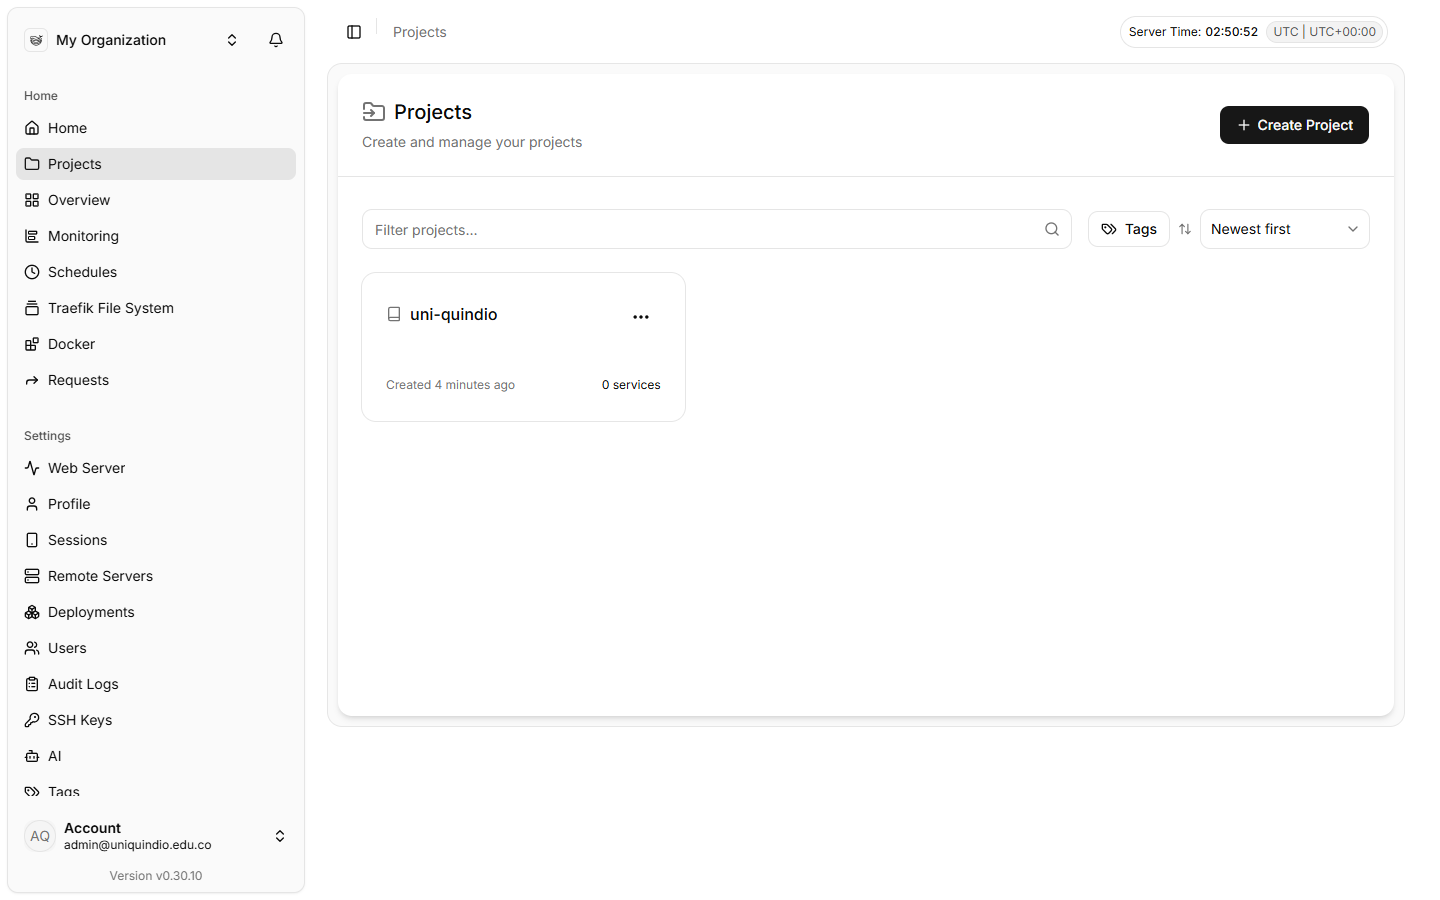 My Organization
Home
Home
Projects
Overview
Monitoring
Schedules
Traefik File System
Docker
Requests
Settings
Web Server
Profile
Sessions
Remote Servers
Deployments
Users
Audit Logs
SSH Keys
AI
Tags
AQ
Account
admin@uniquindio.edu.co
Version v0.30.10
Projects
Server Time: 02:50:52 UTC | UTC+00:00
Projects
Create and manage your projects
Create Project
Filter projects...
Tags
Newest first
uni-quindio
Created 4 minutes ago
0 services